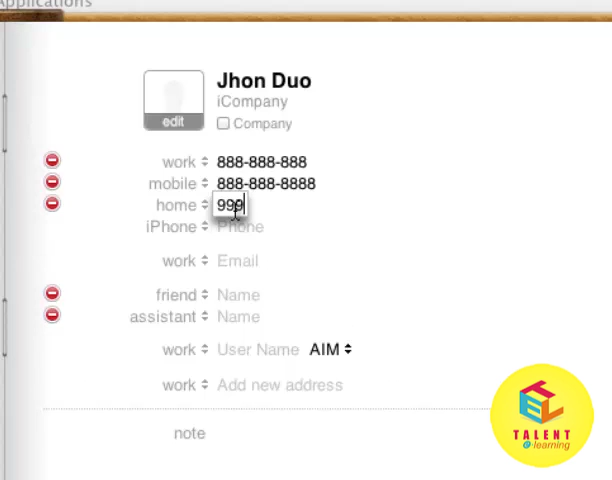 Applications
Jhon Duo
iCompany
edit
Company
work 888-888-888
mobile 888-888-8888
home 999
iPhone Phone
work Email
friend Name
assistant Name
work User Name AIM
work Add new address
note
TEL
TALENT
e-learning